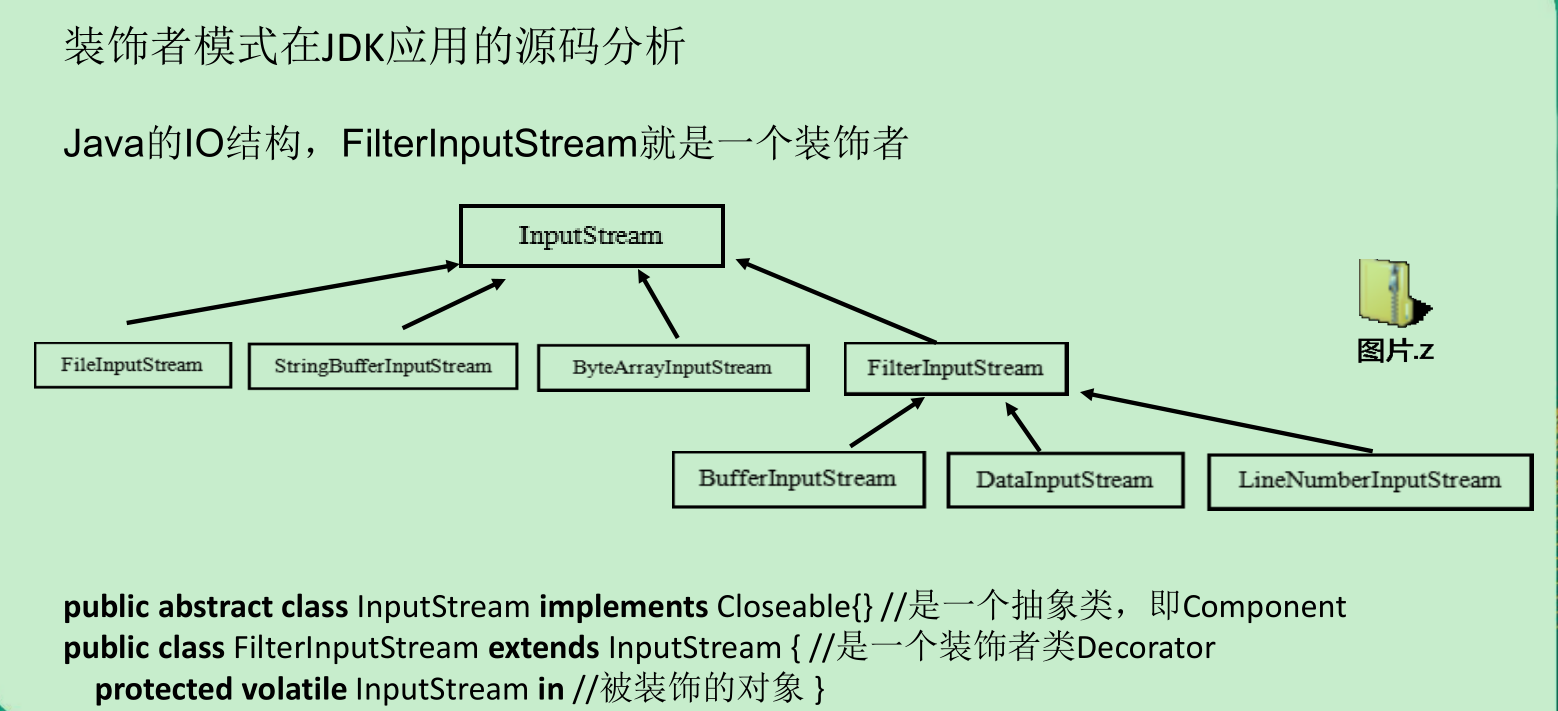 装饰者模式在JDK应用的源码分析
Java的IO结构，FilterInputStream就是一个装饰者
InputStream
FileInputStream
StringBufferInputStream
ByteArrayInputStream
FilterInputStream
图片.z
BufferInputStream
DataInputStream
LineNumberInputStream
public abstract class InputStream implements Closeable{} //是一个抽象类，即Component
public class FilterInputStream extends InputStream { //是一个装饰者类Decorator
protected volatile InputStream in //被装饰的对象 }